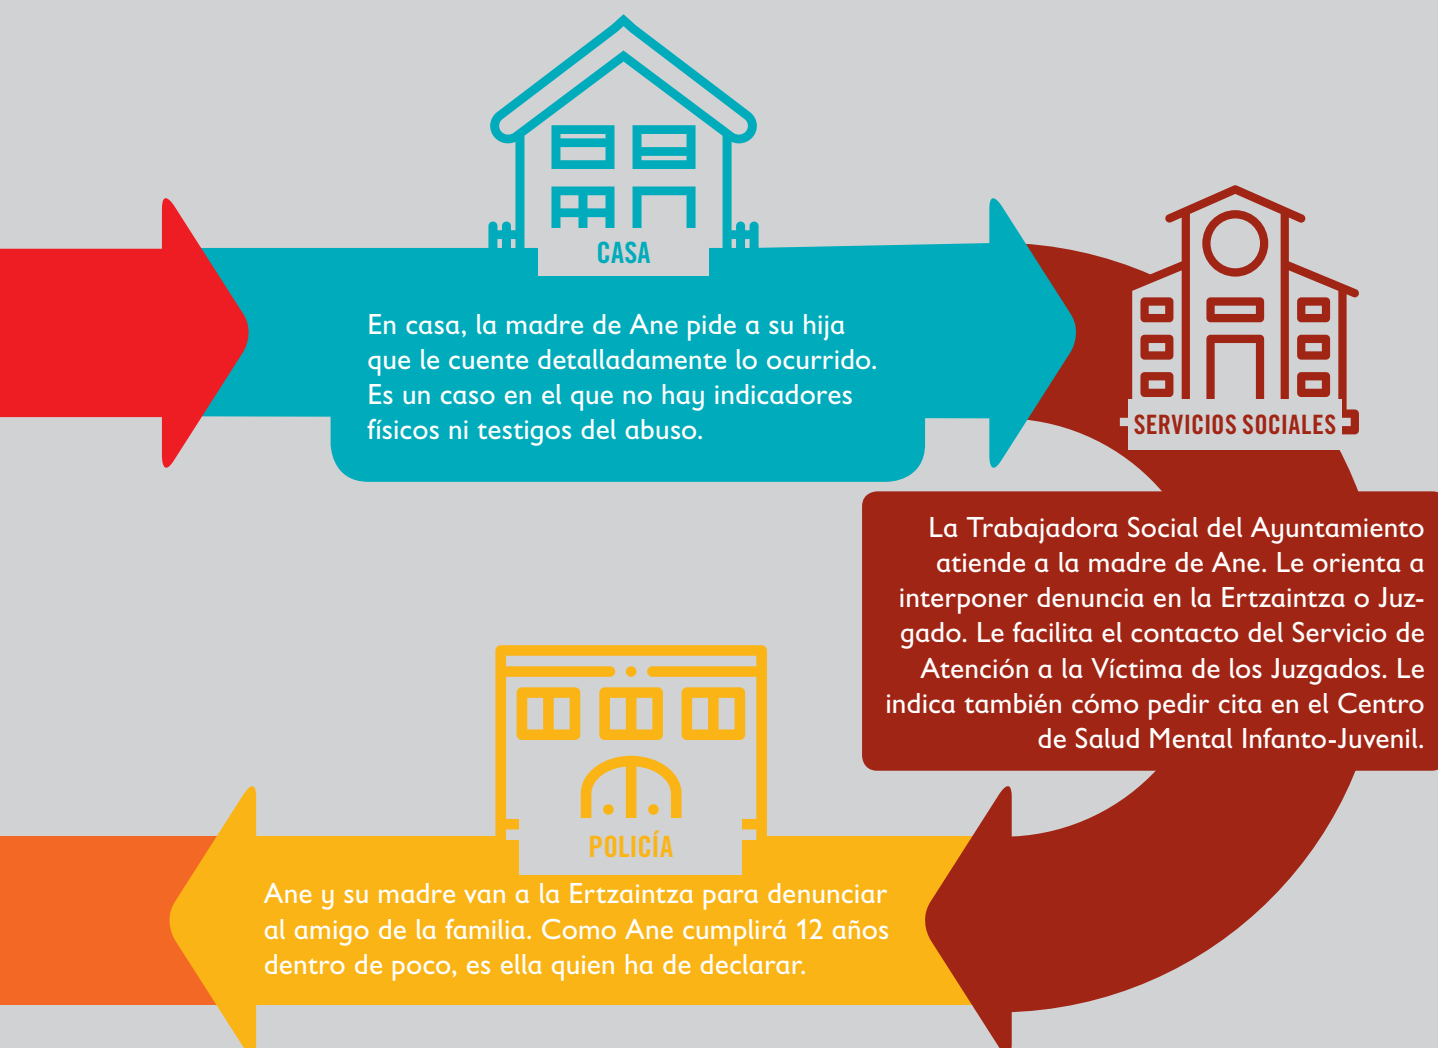 CASA
En casa, la madre de Ane pide a su hija
que le cuente detalladamente lo ocurrido.
Es un caso en el que no hay indicadores
físicos ni testigos del abuso.
SERVICIOS SOCIALES
La Trabajadora Social del Ayuntamiento
atiende a la madre de Ane. Le orienta a
interponer denuncia en la Ertzaintza o Juz-
gado. Le facilita el contacto del Servicio de
Atención a la Víctima de los Juzgados. Le
indica también cómo pedir cita en el Centro
de Salud Mental Infanto-Juvenil.
POLICÍA
Ane y su madre van a la Ertzaintza para denunciar
al amigo de la familia. Como Ane cumplirá 12 años
dentro de poco, es ella quien ha de declarar.